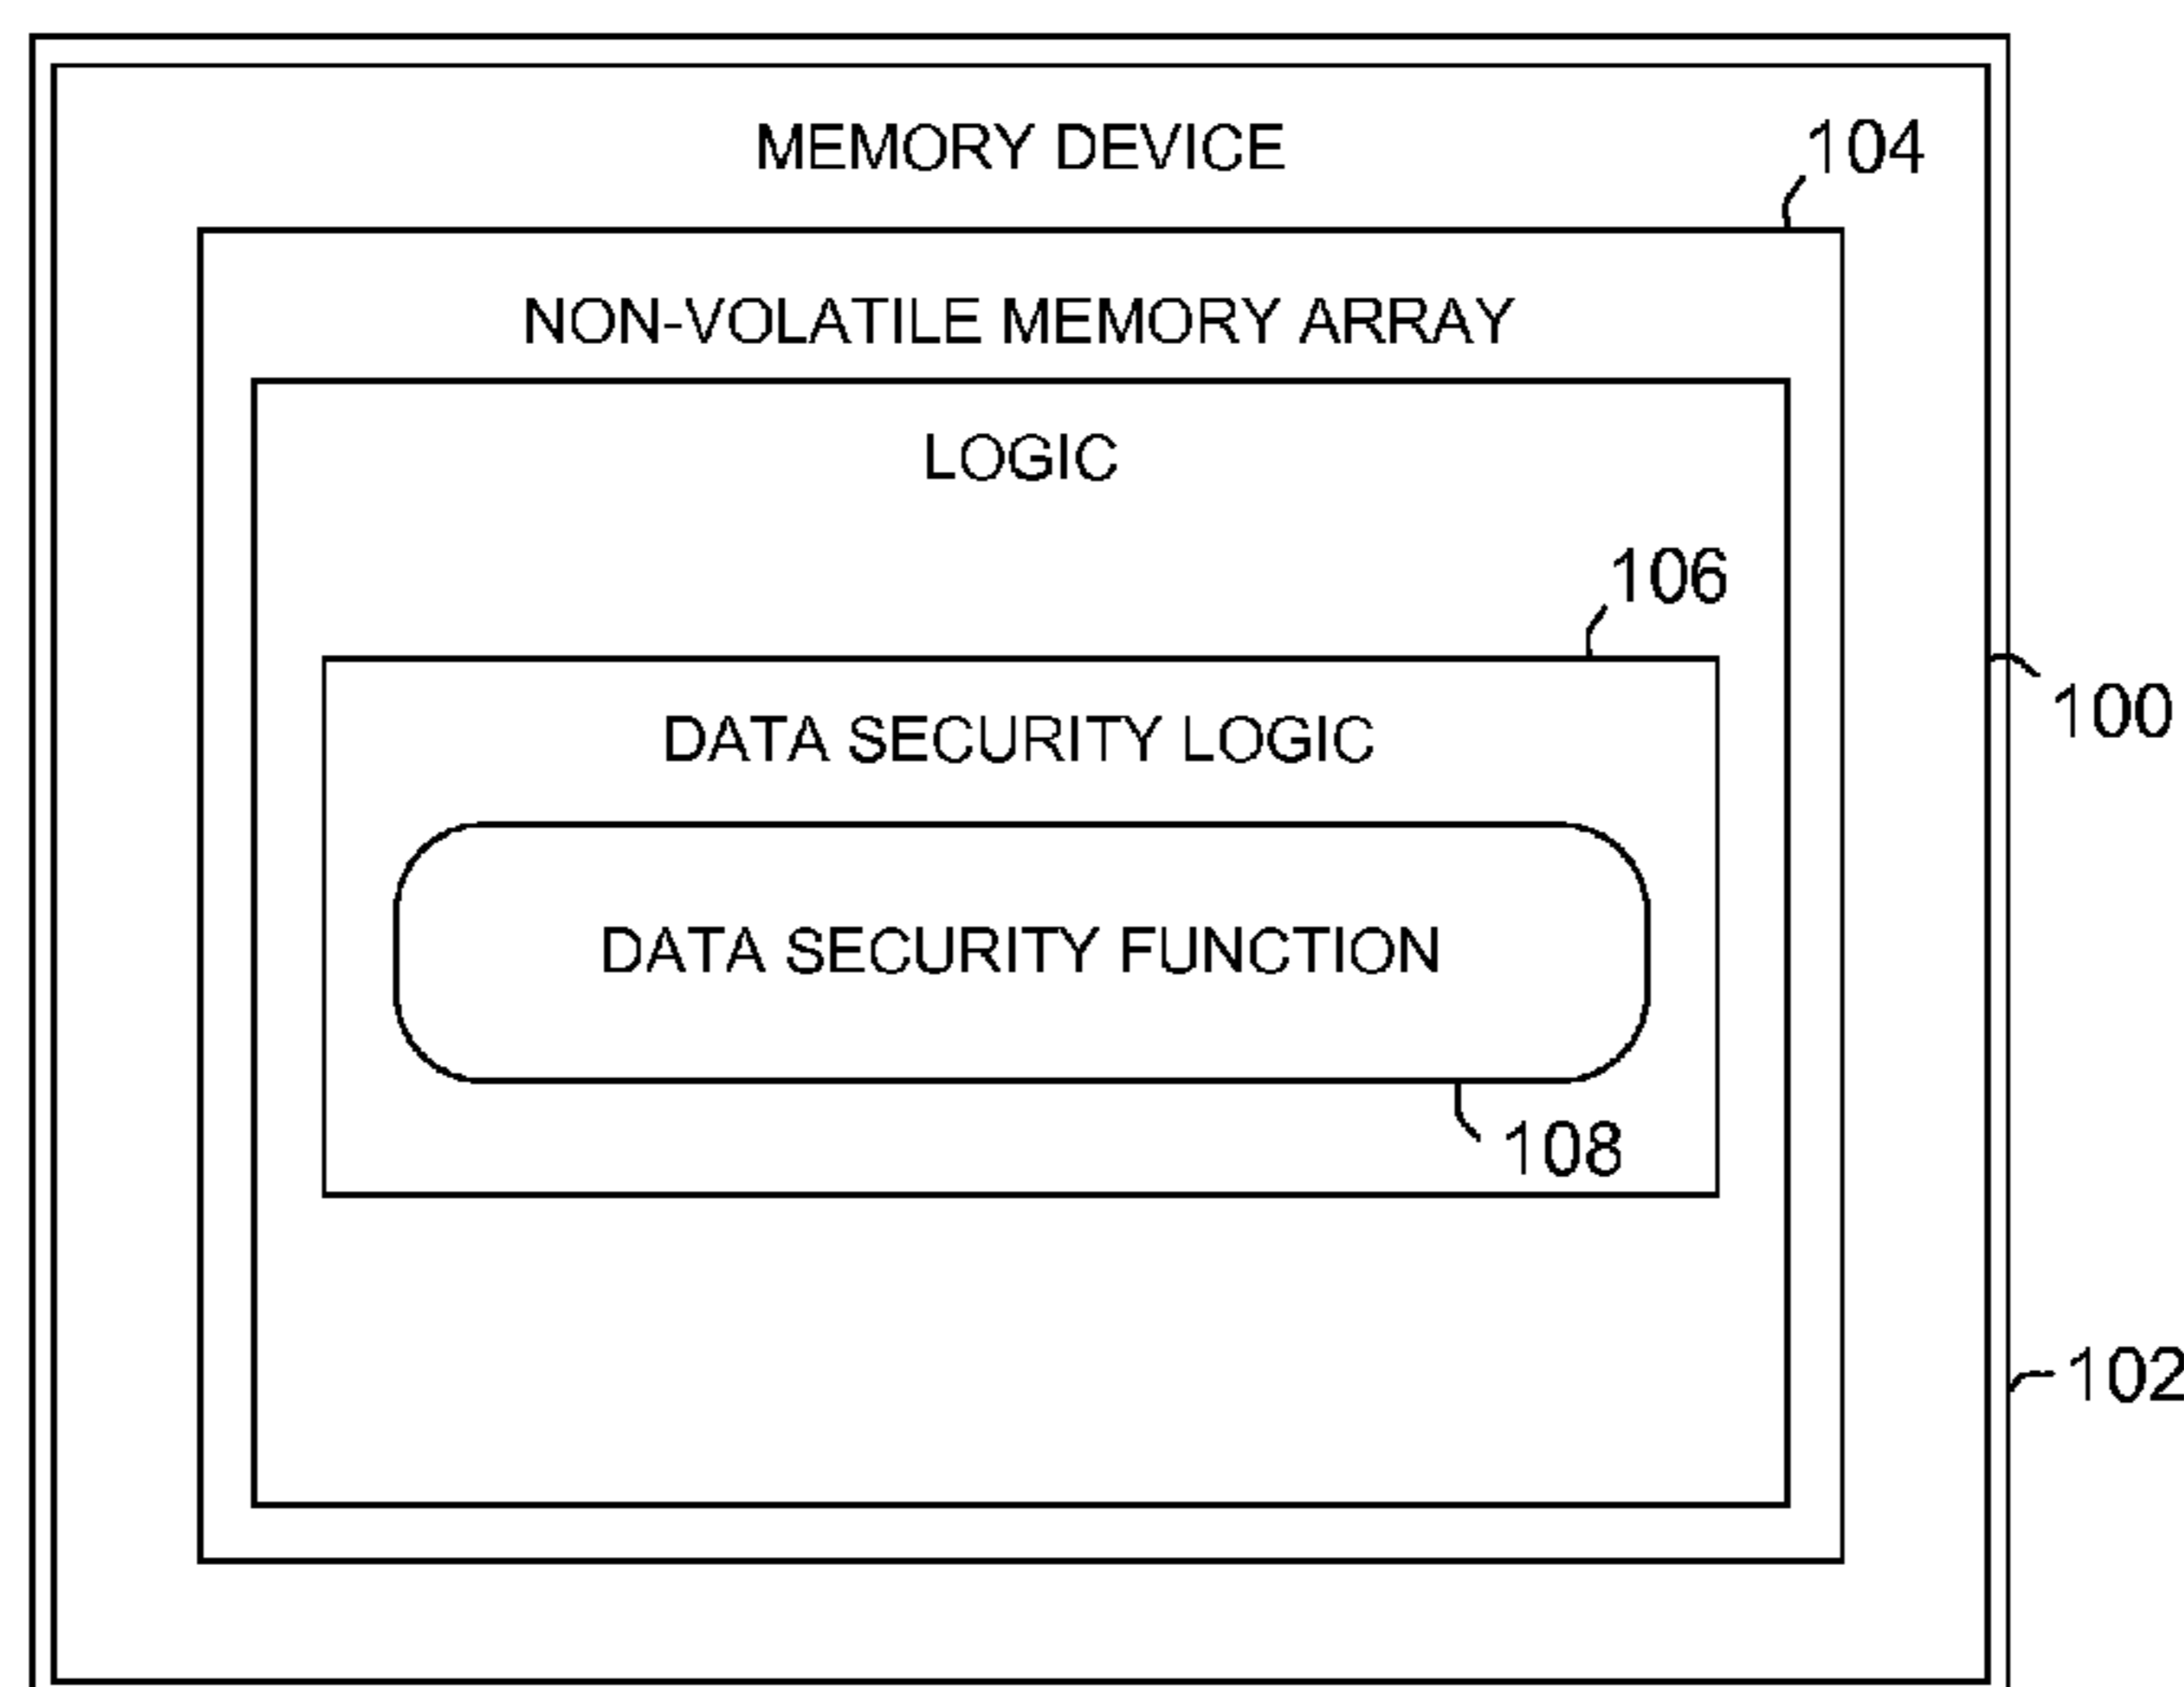 MEMORY DEVICE
104
NON-VOLATILE MEMORY ARRAY
LOGIC
106
DATA SECURITY LOGIC
100
DATA SECURITY FUNCTION
108
102